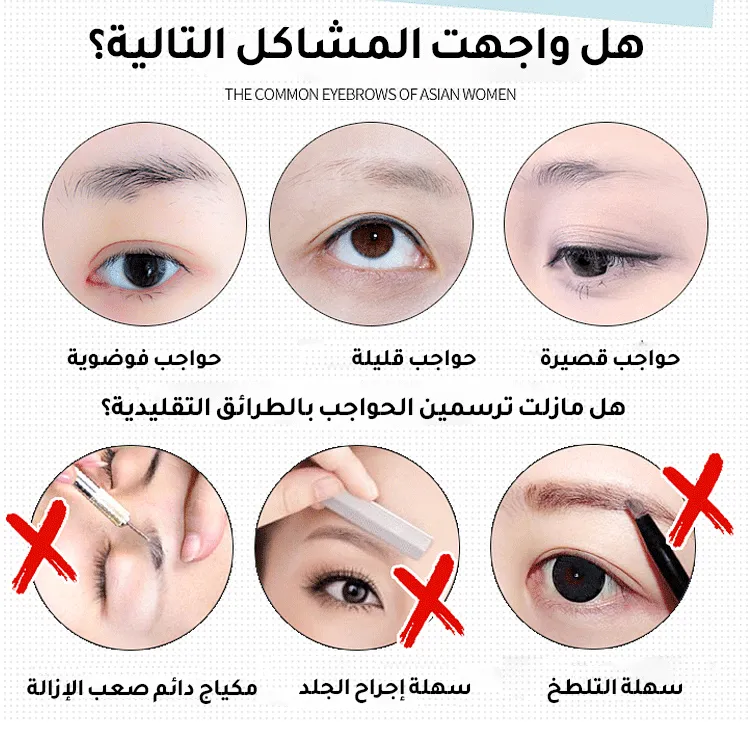 هل واجهت المشاكل التالية؟
THE COMMON EYEBROWS OF ASIAN WOMEN
حواجب قصيرة
حواجب قليلة
حواجب فوضوية
هل مازلت ترسمين الحواجب بالطرائق التقليدية؟
سهلة التلطخ
سهلة إجراح الجلد
مكياج دائم صعب الإزالة